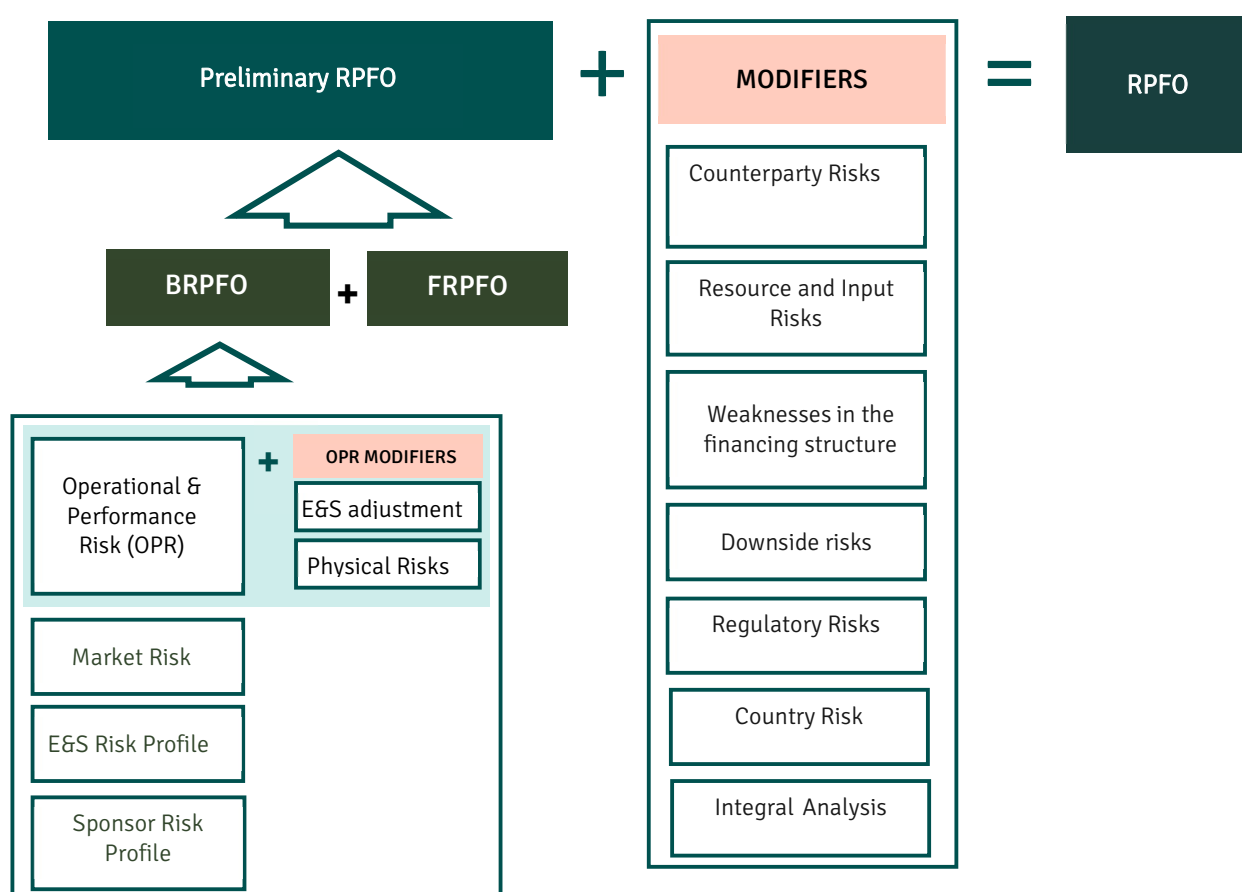 Preliminary RPFO
+
MODIFIERS
=
RPFO
Counterparty Risks
Resource and Input
Risks
Weaknesses in the
financing structure
Downside risks
Regulatory Risks
Country Risk
Integral Analysis
BRPFO
+
FRPFO
Operational &
Performance
Risk (OPR)
+
OPR MODIFIERS
E&S adjustment
Physical Risks
Market Risk
E&S Risk Profile
Sponsor Risk
Profile